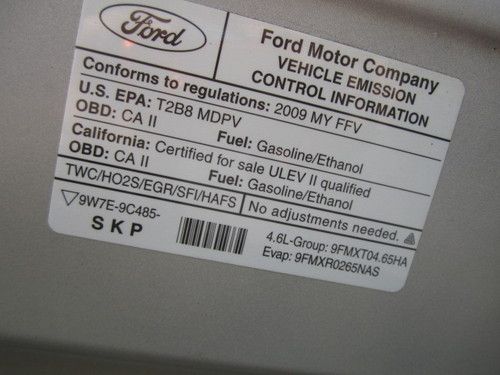 Ford
Ford Motor Company
VEHICLE EMISSION
CONTROL INFORMATION
Conforms to regulations: 2009 MY FFV
U.S. EPA: T2B8 MDPV
OBD: CA II Fuel: Gasoline/Ethanol
California: Certified for sale ULEV II qualified
OBD: CA II Fuel: Gasoline/Ethanol
TWC/HO2S/EGR/SFI/HAFS No adjustments needed.
9W7E-9C485-
SKP
4.6L-Group: 9FMXT04.65HA
Evap: 9FMXR0265NAS